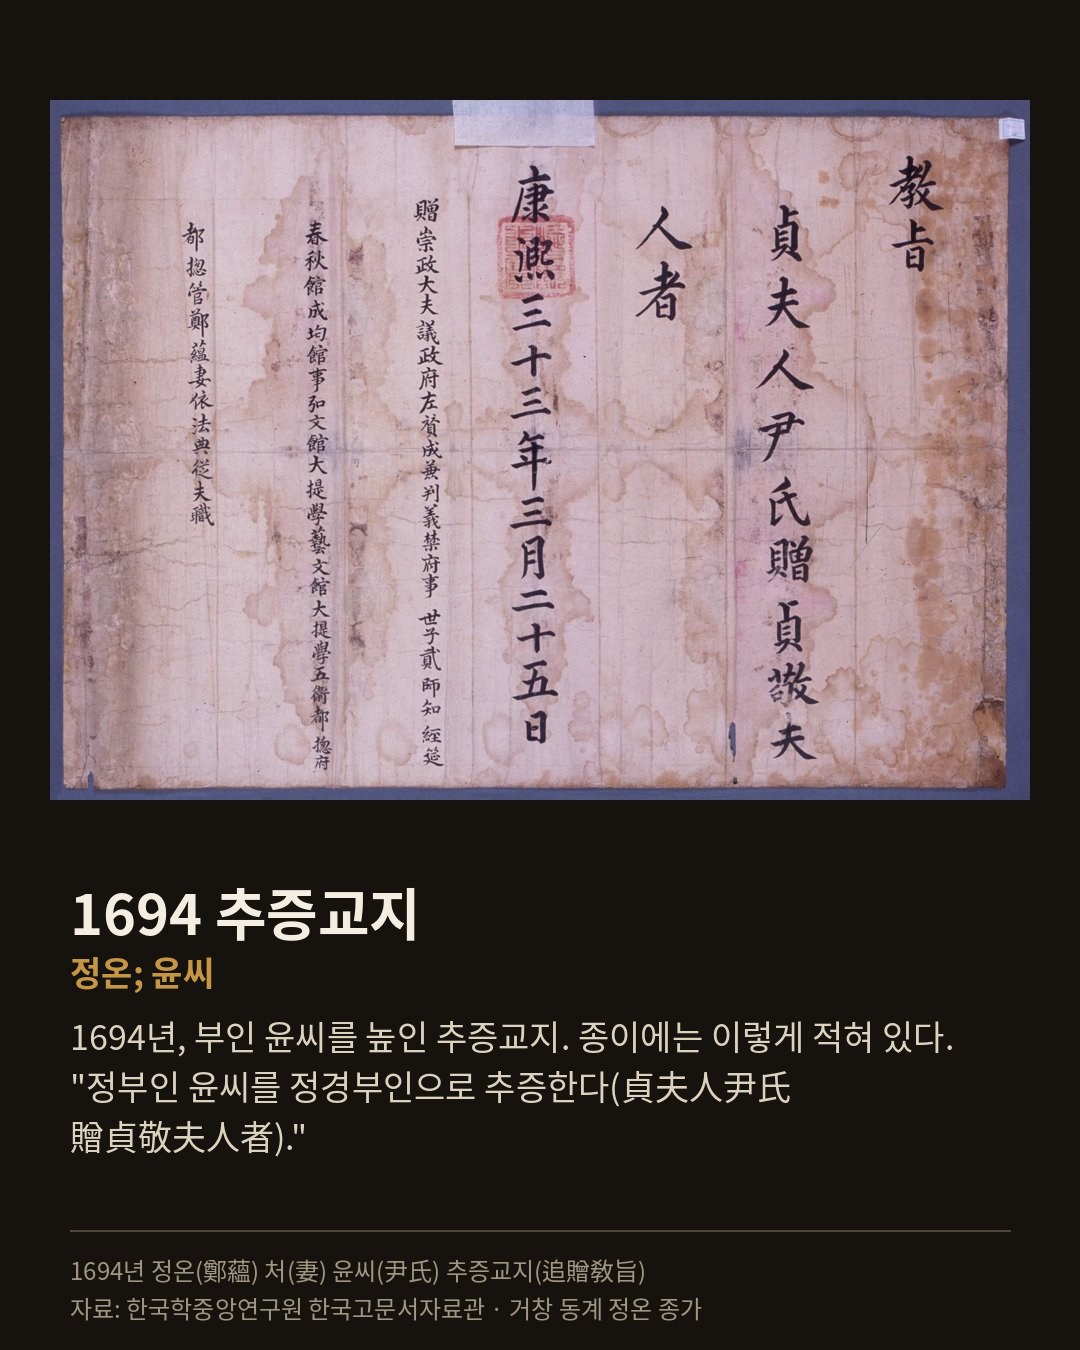 敎旨
貞夫人尹氏贈貞敬夫
人者
康熙三十三年三月二十五日
贈崇政大夫議政府左贊成兼判義禁府事 世子貳師知 經筵
春秋館成均館事弘文館大提學藝文館大提學五衛都摠府
都摠管鄭蘊妻依法典從夫職
1694 추증교지
정온; 윤씨
1694년, 부인 윤씨를 높인 추증교지. 종이에는 이렇게 적혀 있다.
"정부인 윤씨를 정경부인으로 추증한다(貞夫人尹氏
贈貞敬夫人者)."
1694년 정온(鄭蘊) 처(妻) 윤씨(尹氏) 추증교지(追贈敎旨)
자료: 한국학중앙연구원 한국고문서자료관 · 거창 동계 정온 종가